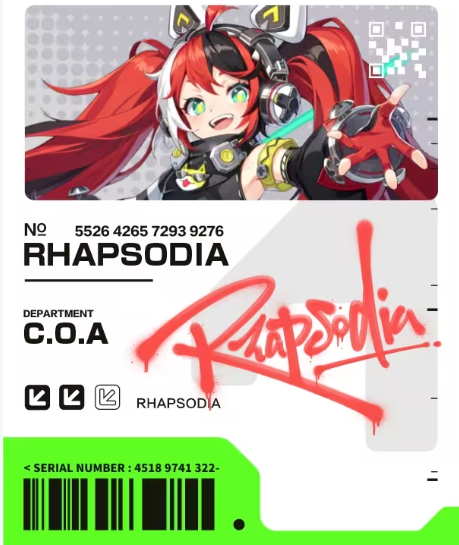 Nº 5526 4265 7293 9276
RHAPSODIA
DEPARTMENT
C.O.A
Rhapsodia
RHAPSODIA
< SERIAL NUMBER : 4518 9741 322-